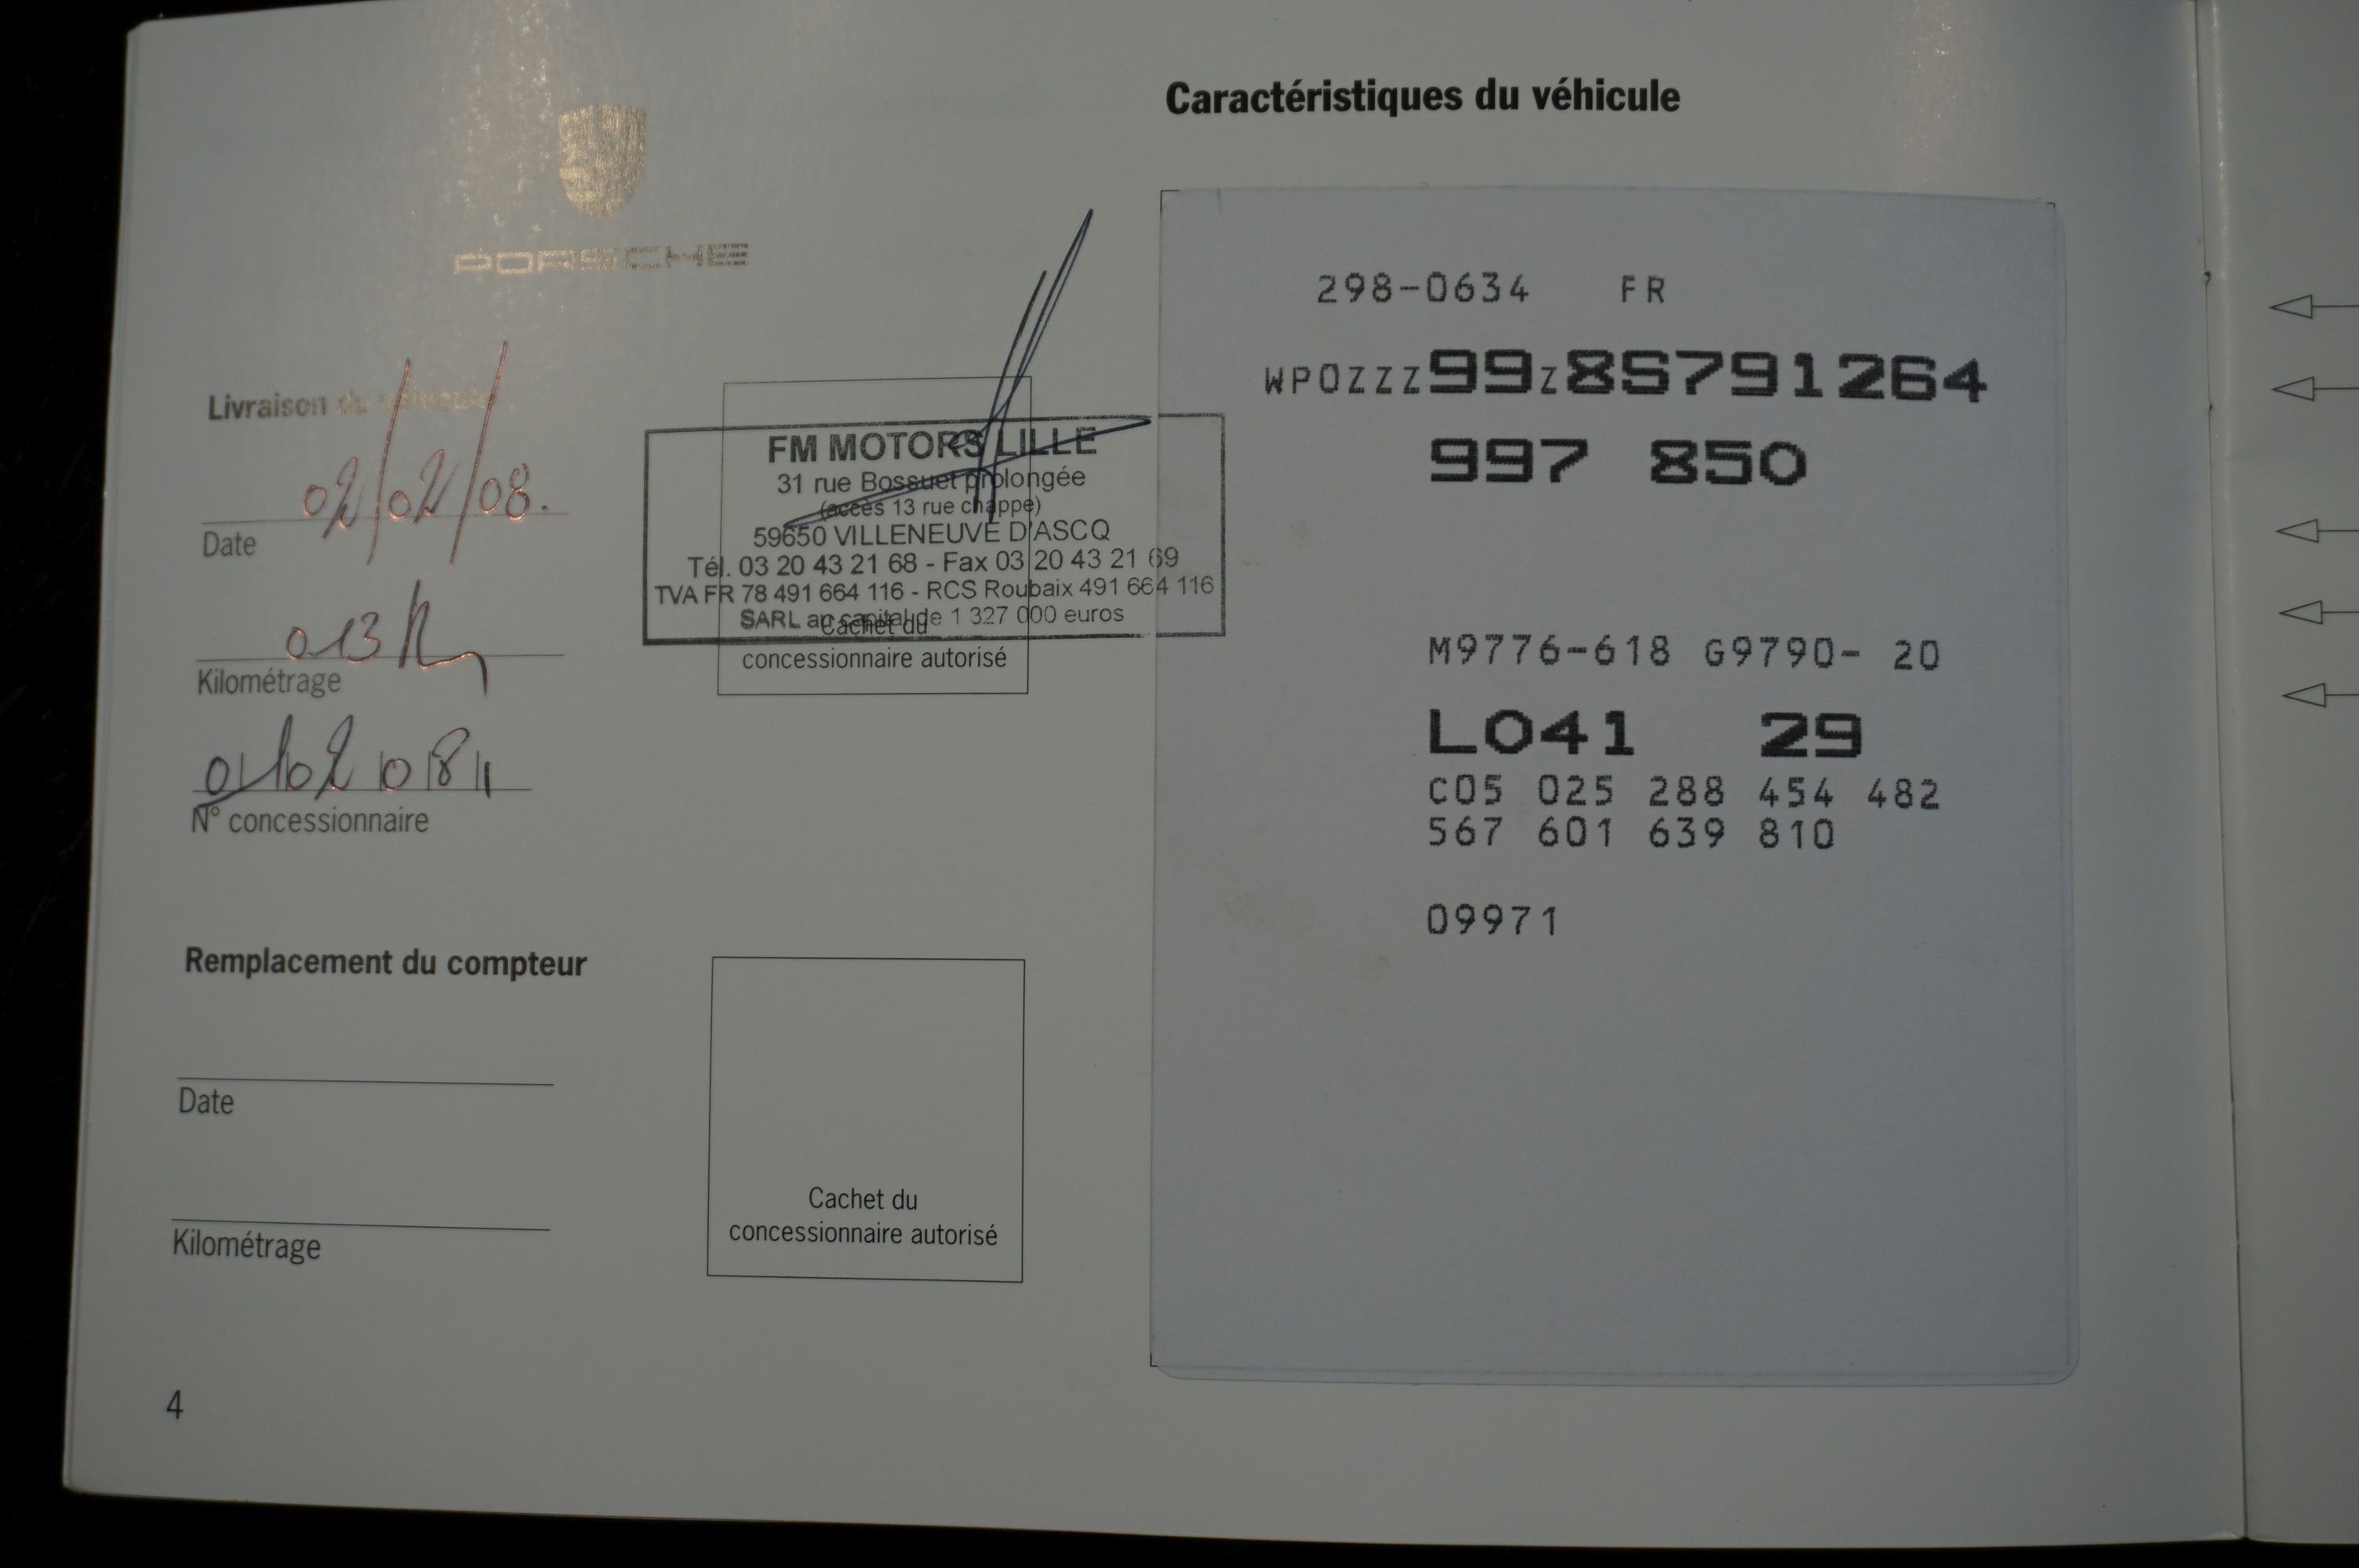 PORSCHE
Livraison du véhicule
02/02/08.
Date
013
Kilométrage
N° concessionnaire
FM MOTORS LILLE
31 rue Bossuet prolongée
(accès 13 rue chappe)
59650 VILLENEUVE D'ASCQ
Tél. 03 20 43 21 68 - Fax 03 20 43 21 69
TVA FR 78 491 664 116 - RCS Roubaix 491 664 116
SARL au capital de 1 327 000 euros
Cachet du
concessionnaire autorisé
Remplacement du compteur
Date
Kilométrage
Cachet du
concessionnaire autorisé
4
Caractéristiques du véhicule
298-0634 FR
WP0ZZZ99Z8S791264
997 850
M9776-618 G9790- 20
L041 29
C05 025 288 454 482
567 601 639 810
09971